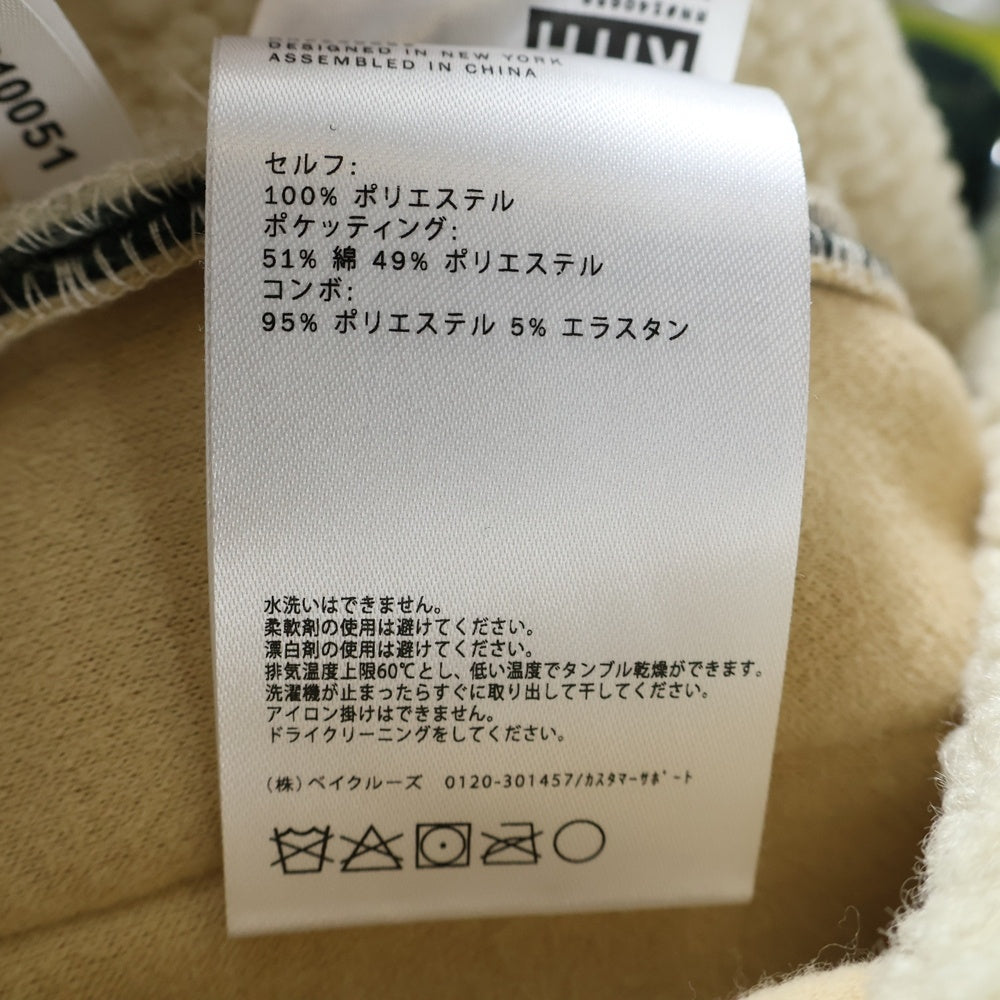 DESIGNED IN NEW YORK
ASSEMBLED IN CHINA
セルフ:
100% ポリエステル
ポケッティング:
51% 綿 49% ポリエステル
コンボ:
95% ポリエステル 5% エラスタン
水洗いはできません。
柔軟剤の使用は避けてください。
漂白剤の使用は避けてください。
排気温度上限60℃とし、低い温度でタンブル乾燥ができます。
洗濯機が止まったらすぐに取り出して干してください。
アイロン掛けはできません。
ドライクリーニングをしてください。
(株)ベイクルーズ 0120-301457/ｶｽﾀﾏｰｻﾎﾟｰﾄ
10051